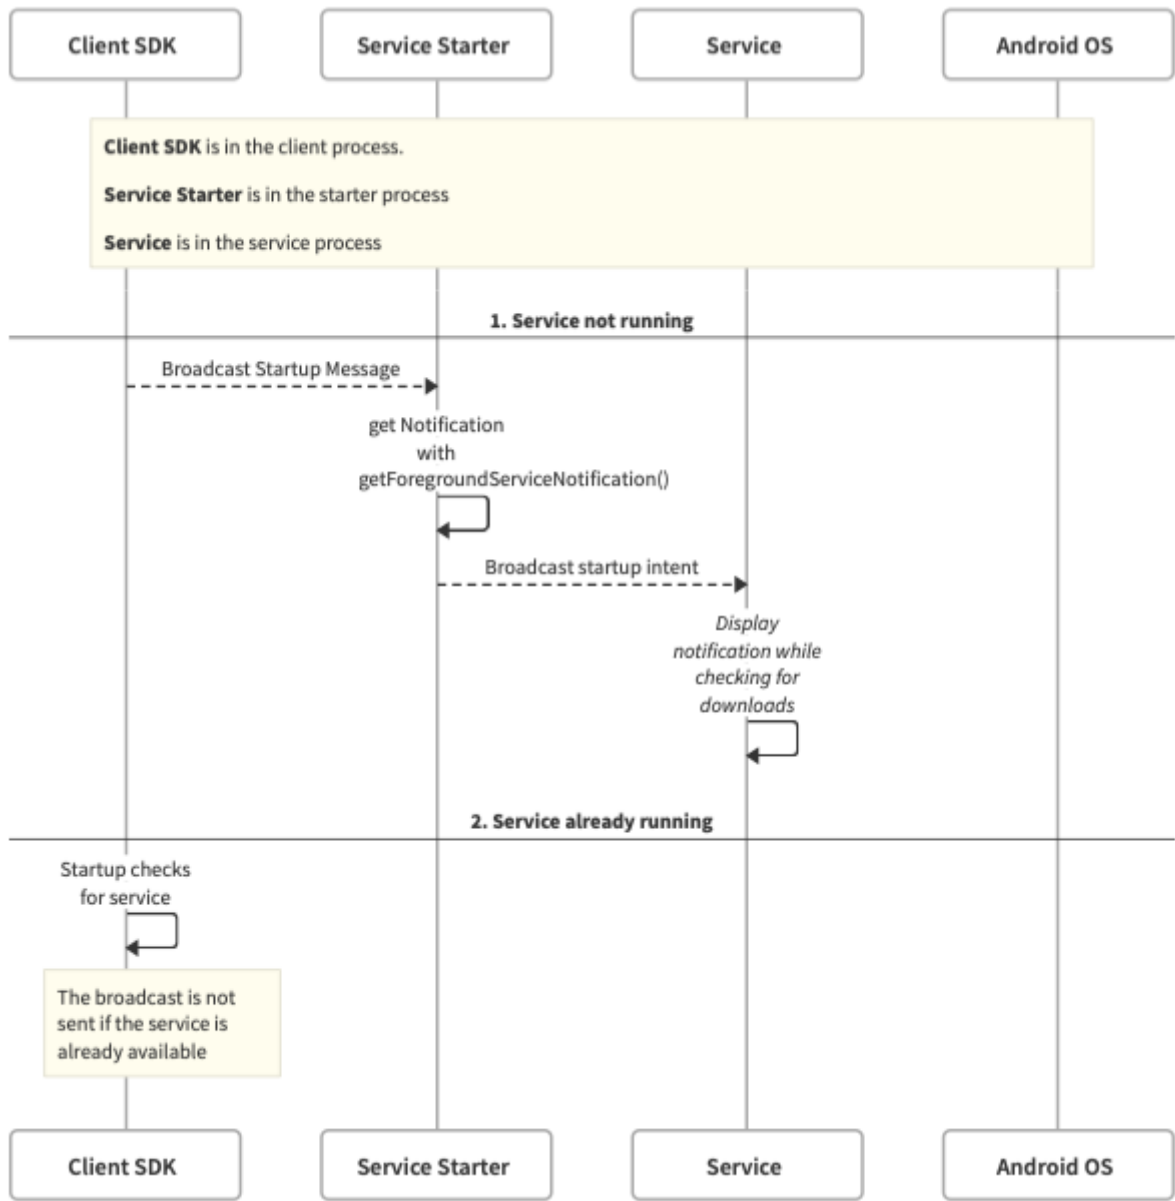 Client SDK
Service Starter
Service
Android OS
Client SDK is in the client process.
Service Starter is in the starter process
Service is in the service process
1. Service not running
Broadcast Startup Message
get Notification
with
getForegroundServiceNotification()
Broadcast startup intent
Display
notification while
checking for
downloads
2. Service already running
Startup checks
for service
The broadcast is not
sent if the service is
already available
Client SDK
Service Starter
Service
Android OS